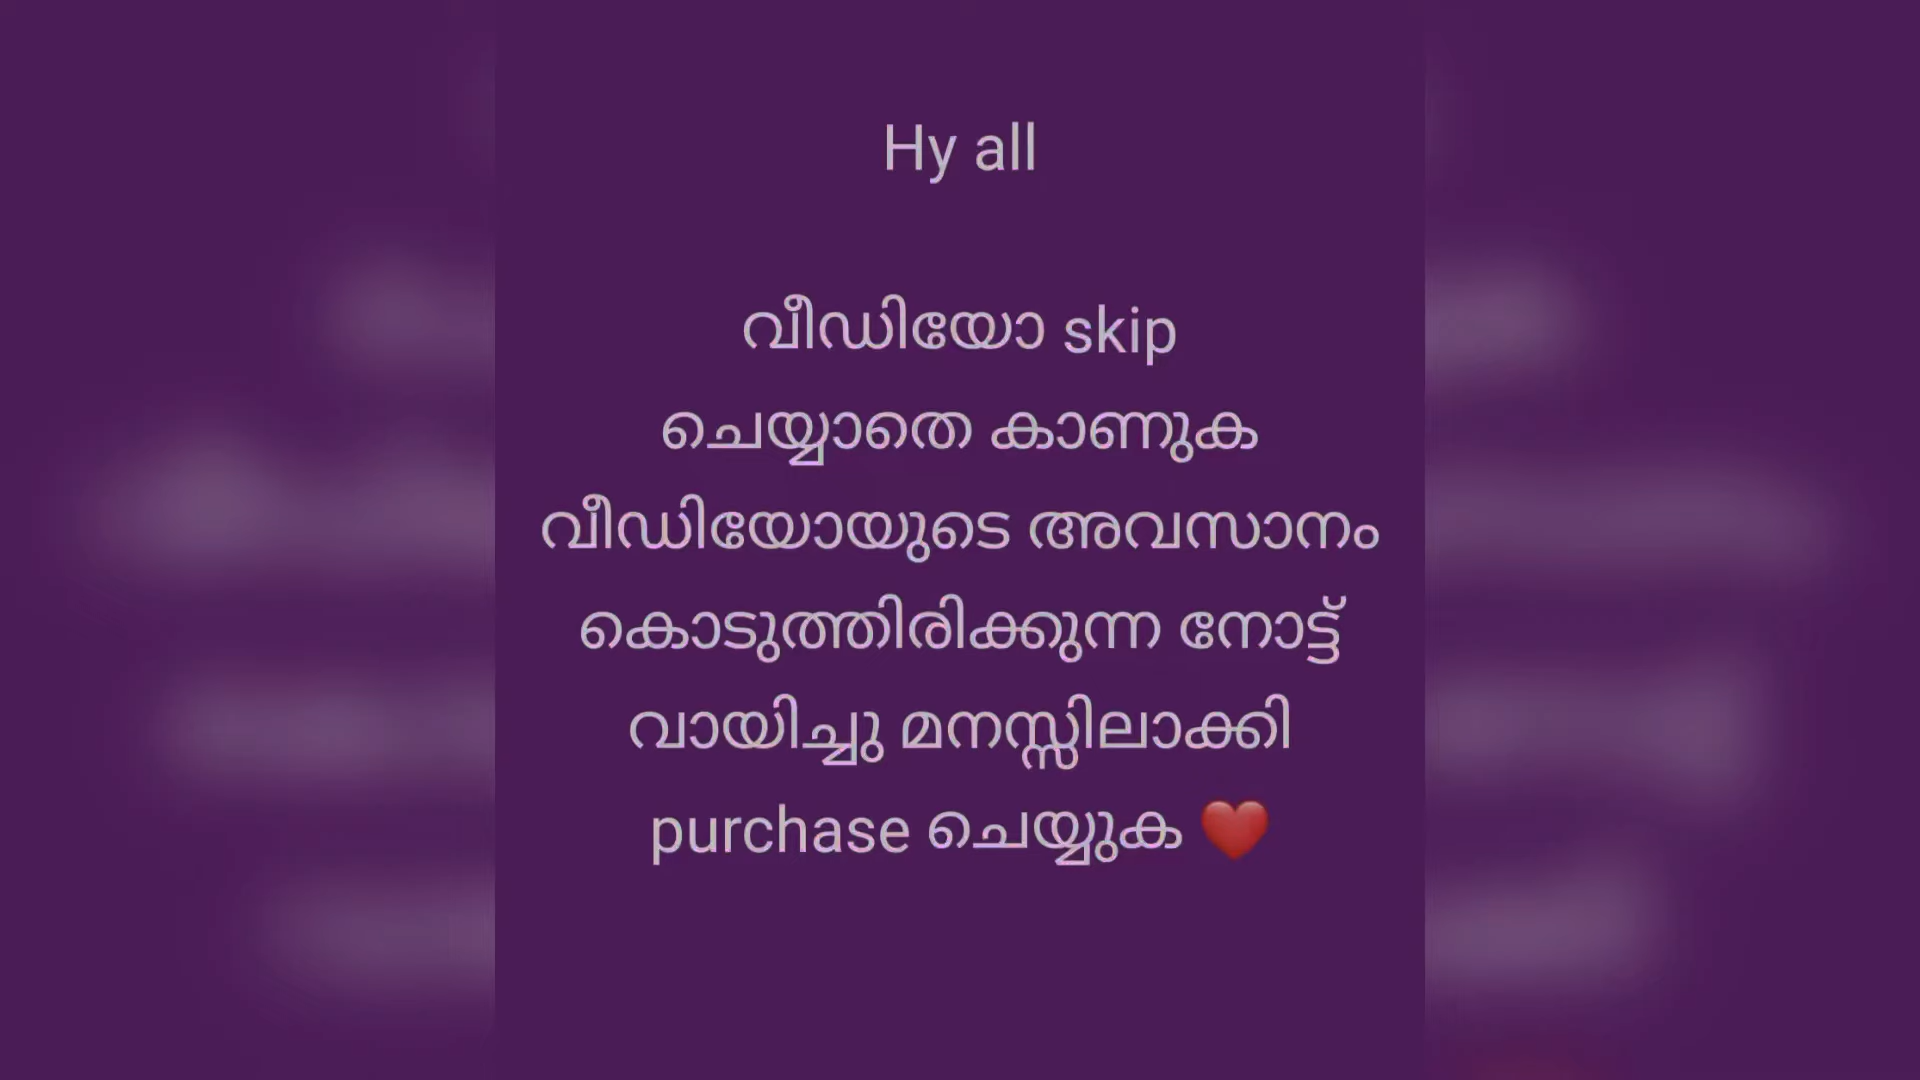 Hy all
വീഡിയോ skip
ചെയ്യാതെ കാണുക
വീഡിയോയുടെ അവസാനം
കൊടുത്തിരിക്കുന്ന നോട്ട്
വായിച്ചു മനസ്സിലാക്കി
purchase ചെയ്യുക ❤️